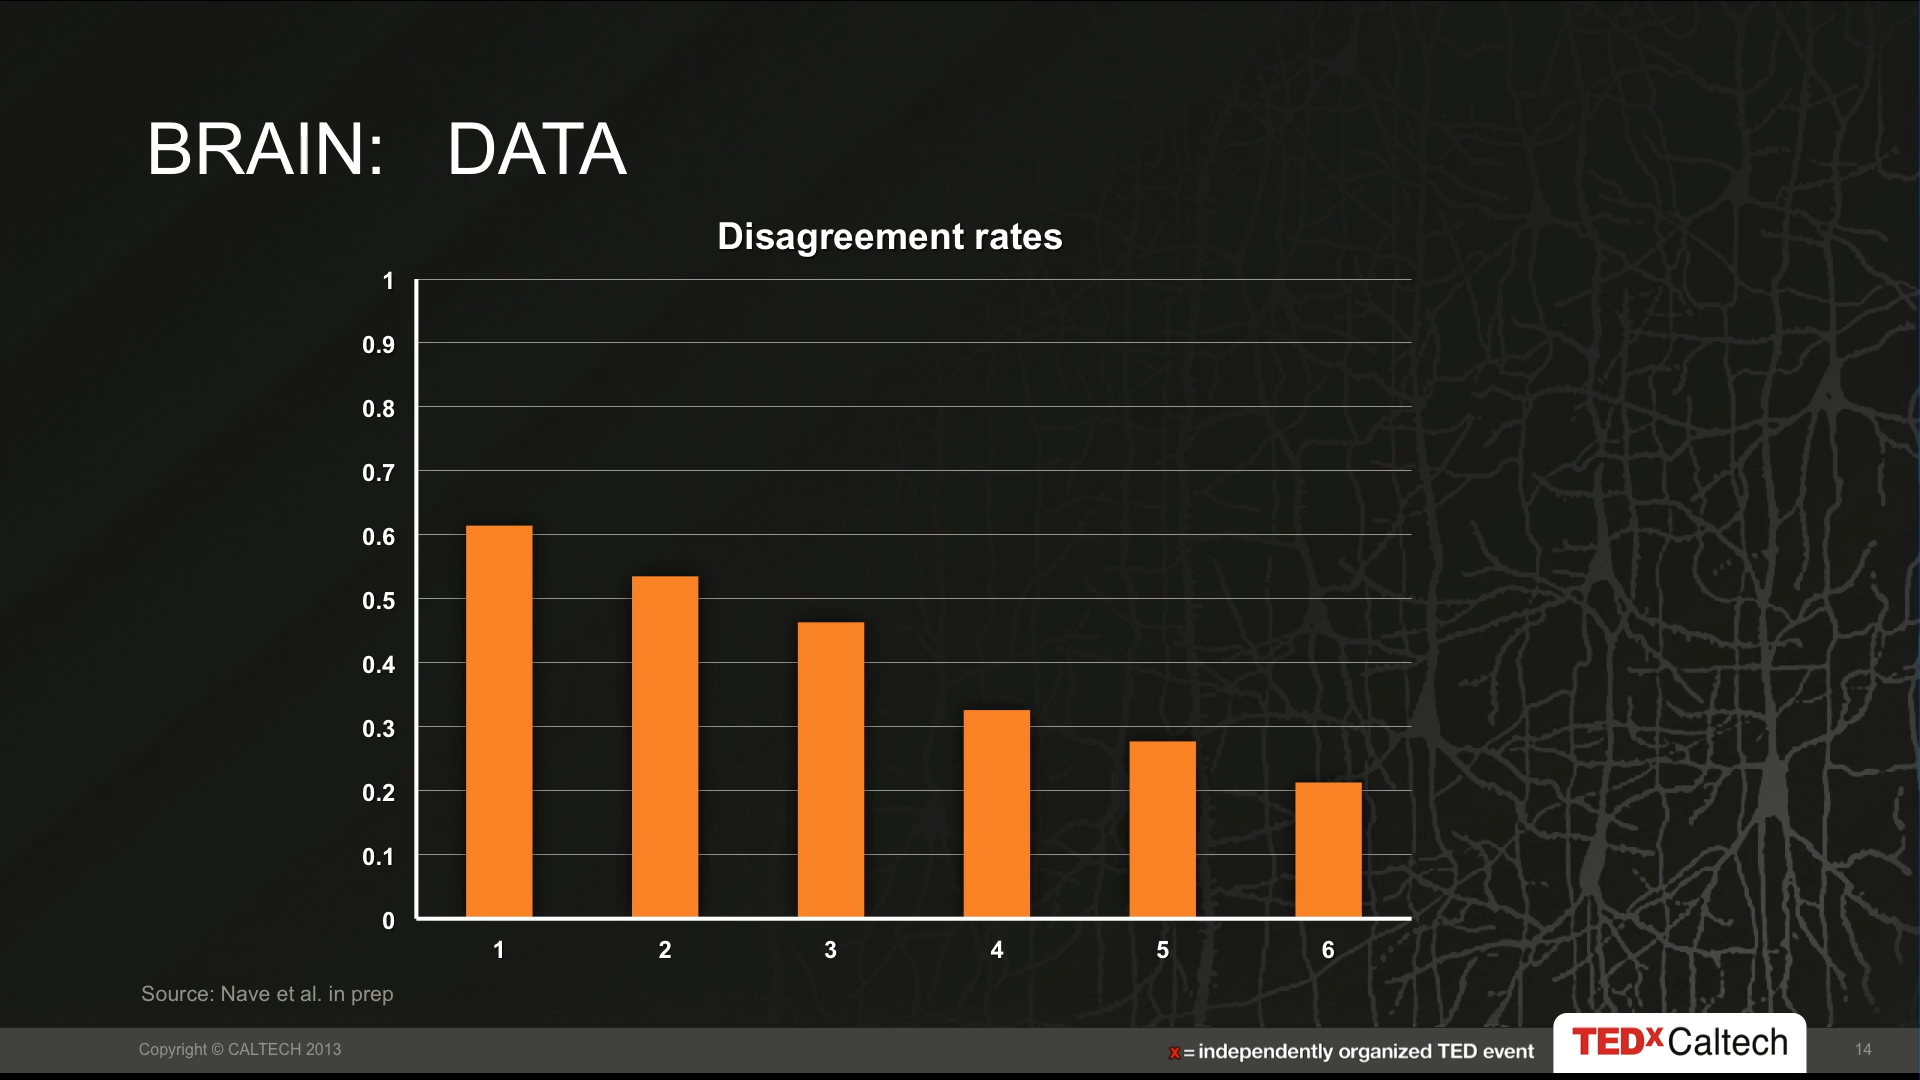 BRAIN: DATA
Disagreement rates
1
0.9
0.8
0.7
0.6
0.5
0.4
0.3
0.2
0.1
0
1 2 3 4 5 6
Source: Nave et al. in prep
Copyright © CALTECH 2013
x = independently organized TED event
TEDx Caltech
14